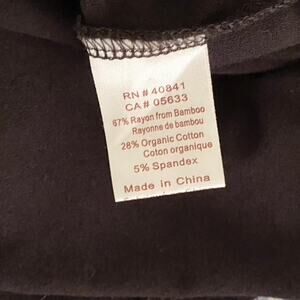 RN # 40841
CA# 05633
67% Rayon from Bamboo
Rayonne de bambou
28% Organic Cotton
Coton organique
5% Spandex
Made in China